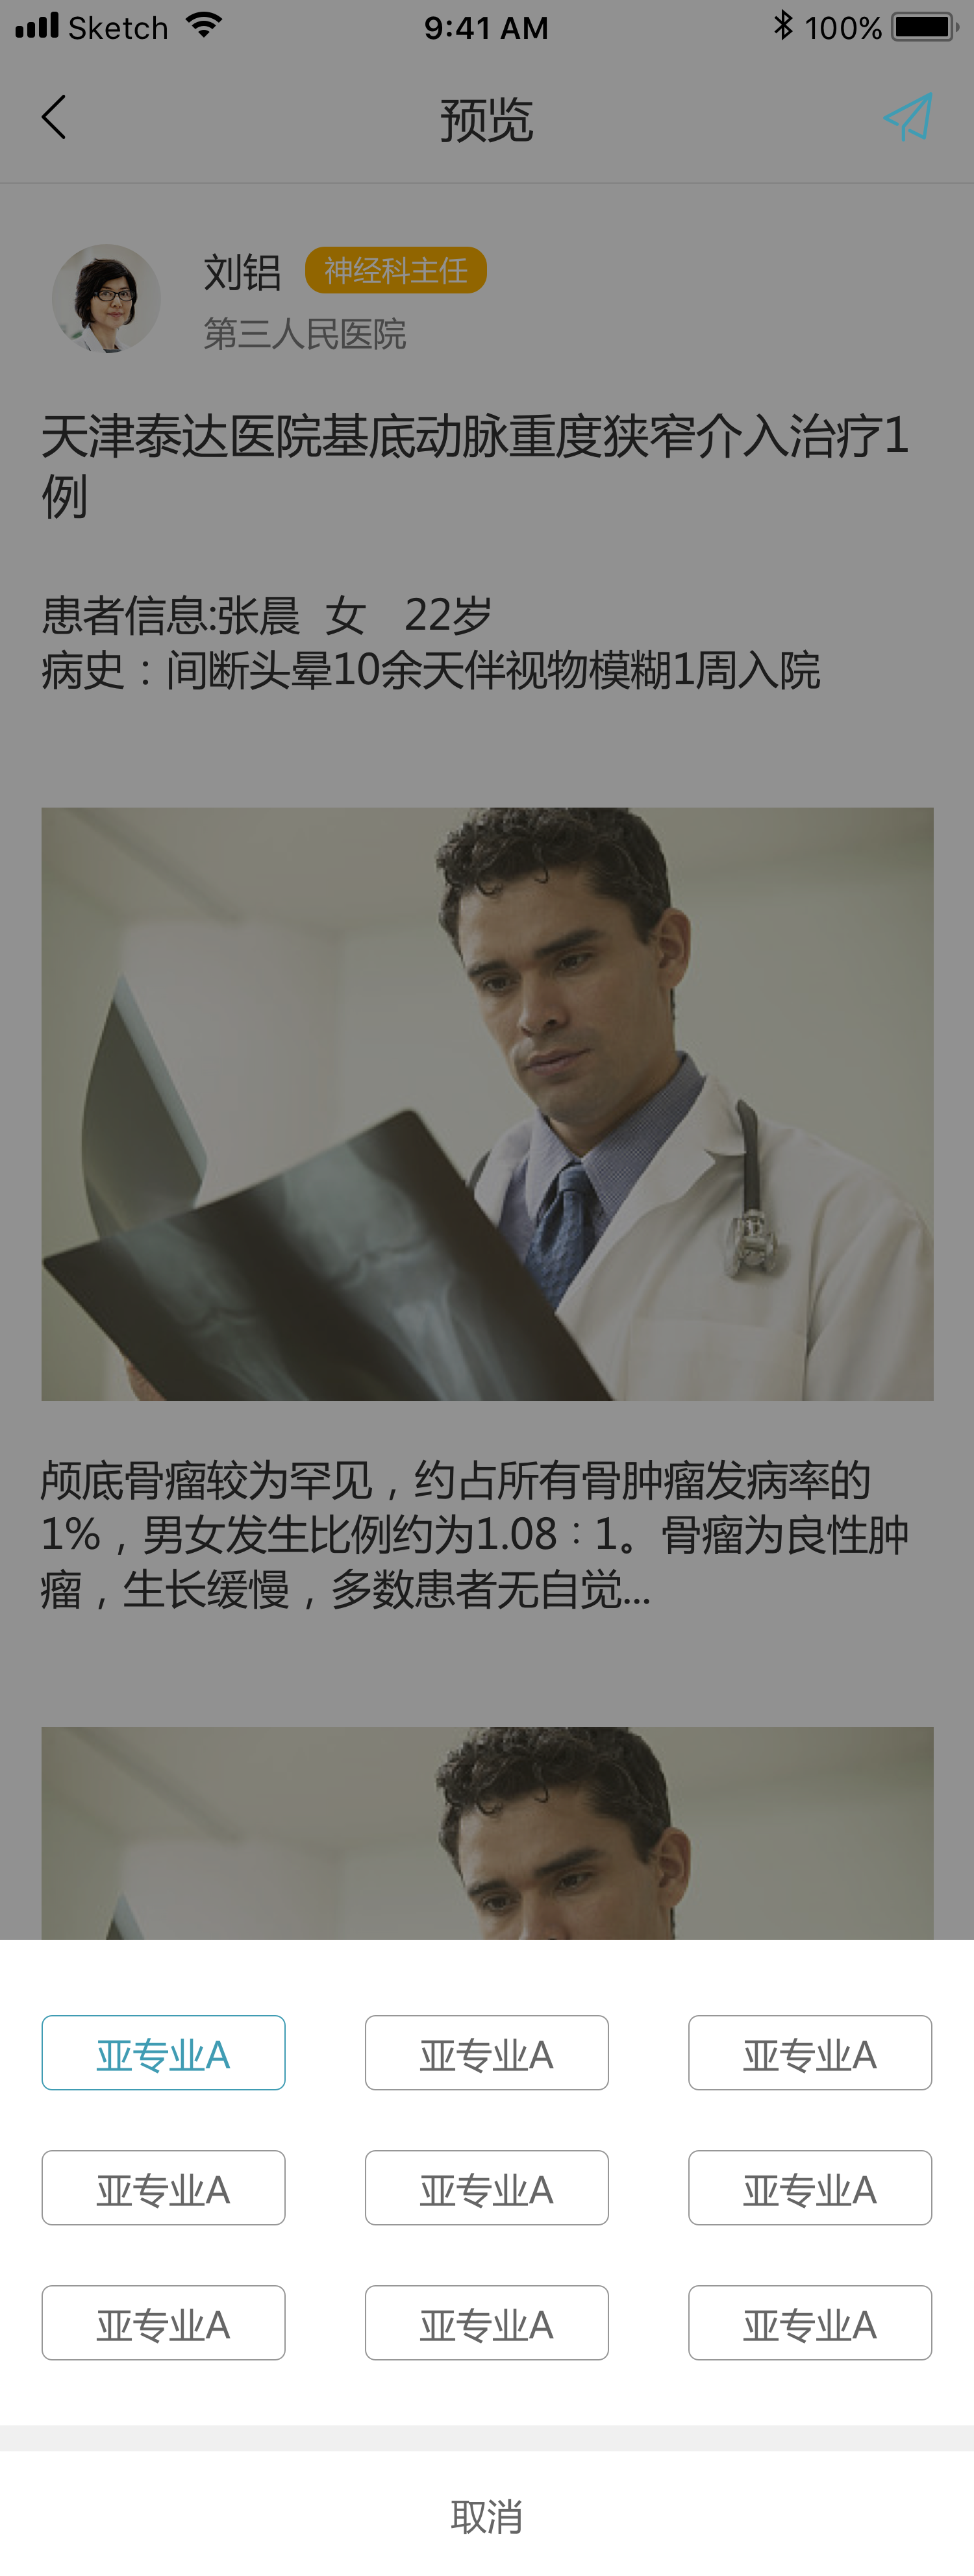 Sketch 9:41 AM 100%
预览
刘铝 神经科主任
第三人民医院
天津泰达医院基底动脉重度狭窄介入治疗1
例
患者信息:张晨 女 22岁
病史：间断头晕10余天伴视物模糊1周入院
颅底骨瘤较为罕见，约占所有骨肿瘤发病率的
1%，男女发生比例约为1.08：1。骨瘤为良性肿
瘤，生长缓慢，多数患者无自觉...
亚专业A 亚专业A 亚专业A
亚专业A 亚专业A 亚专业A
亚专业A 亚专业A 亚专业A
取消